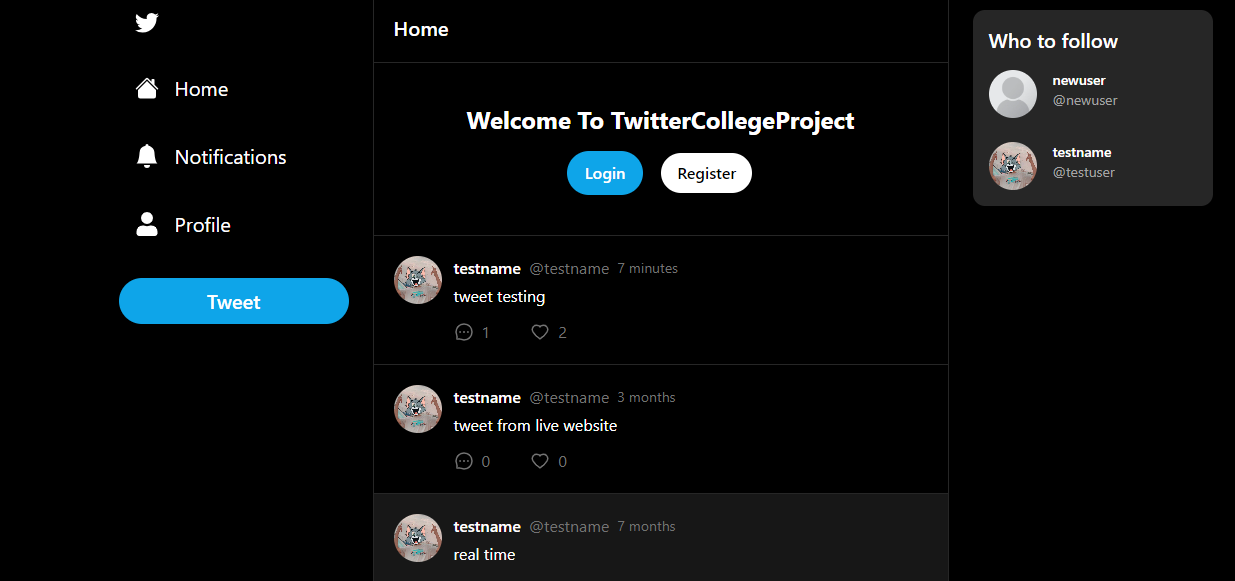 Home
Notifications
Profile
Tweet
Home
Welcome To TwitterCollegeProject
Login Register
testname @testname 7 minutes
tweet testing
1 2
testname @testname 3 months
tweet from live website
0 0
testname @testname 7 months
real time
Who to follow
newuser
@newuser
testname
@testuser